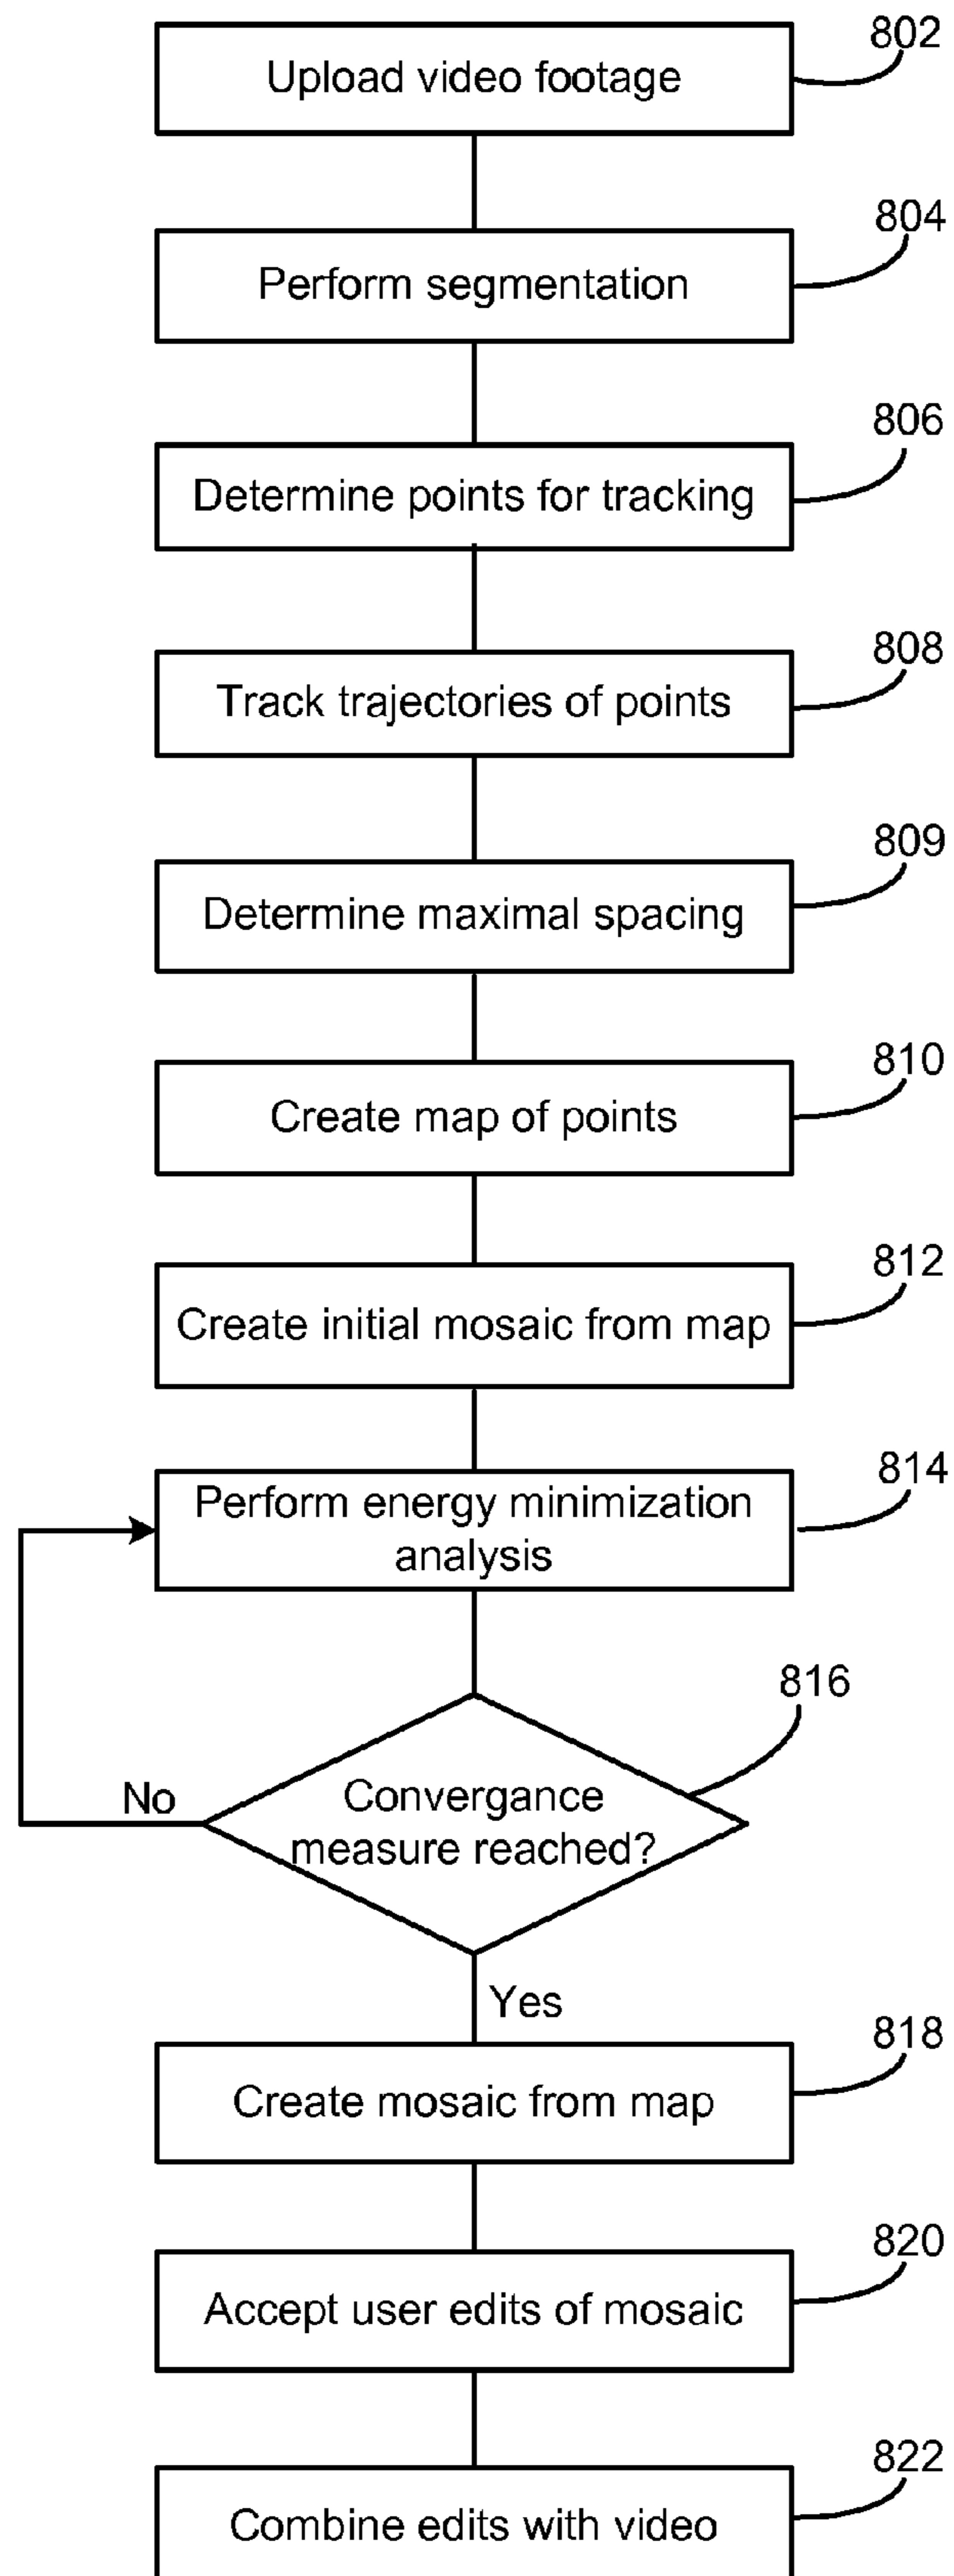 802
Upload video footage
804
Perform segmentation
806
Determine points for tracking
808
Track trajectories of points
809
Determine maximal spacing
810
Create map of points
812
Create initial mosaic from map
814
Perform energy minimization
analysis
816
No
Convergance
measure reached?
Yes
818
Create mosaic from map
820
Accept user edits of mosaic
822
Combine edits with video